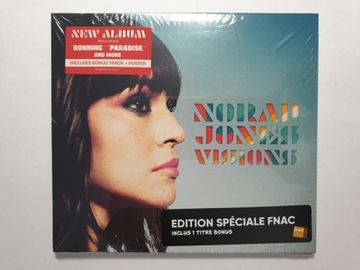 NEW ALBUM
FEATURING
"RUNNING" "PARADISE"
AND MORE
INCLUDES BONUS TRACK + POSTER
NORAH
JONES
VISIONS
EDITION SPÉCIALE FNAC
INCLUS 1 TITRE BONUS